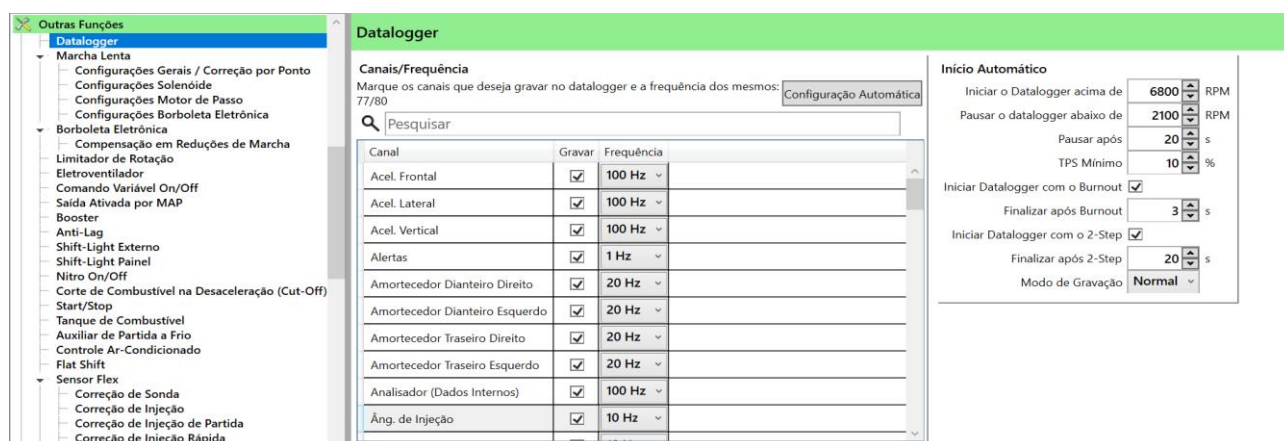 Outras Funções
Datalogger
Marcha Lenta
Configurações Gerais / Correção por Ponto
Configurações Solenóide
Configurações Motor de Passo
Configurações Borboleta Eletrônica
Borboleta Eletrônica
Compensação em Reduções de Marcha
Limitador de Rotação
Eletroventilador
Comando Variável On/Off
Saída Ativada por MAP
Booster
Anti-Lag
Shift-Light Externo
Shift-Light Painel
Nitro On/Off
Corte de Combustível na Desaceleração (Cut-Off)
Start/Stop
Tanque de Combustível
Auxiliar de Partida a Frio
Controle Ar-Condicionado
Flat Shift
Sensor Flex
Correção de Sonda
Correção de Injeção
Correção de Injeção de Partida
Correção de Injeção Rápida
Datalogger
Canais/Frequência
Marque os canais que deseja gravar no datalogger e a frequência dos mesmos:
77/80
Configuração Automática
Pesquisar
Canal Gravar Frequência
Acel. Frontal 100 Hz
Acel. Lateral 100 Hz
Acel. Vertical 100 Hz
Alertas 1 Hz
Amortecedor Dianteiro Direito 20 Hz
Amortecedor Dianteiro Esquerdo 20 Hz
Amortecedor Traseiro Direito 20 Hz
Amortecedor Traseiro Esquerdo 20 Hz
Analisador (Dados Internos) 100 Hz
Âng. de Injeção 10 Hz
Início Automático
Iniciar o Datalogger acima de 6800 RPM
Pausar o datalogger abaixo de 2100 RPM
Pausar após 20 s
TPS Mínimo 10 %
Iniciar Datalogger com o Burnout
Finalizar após Burnout 3 s
Iniciar Datalogger com o 2-Step
Finalizar após 2-Step 20 s
Modo de Gravação Normal